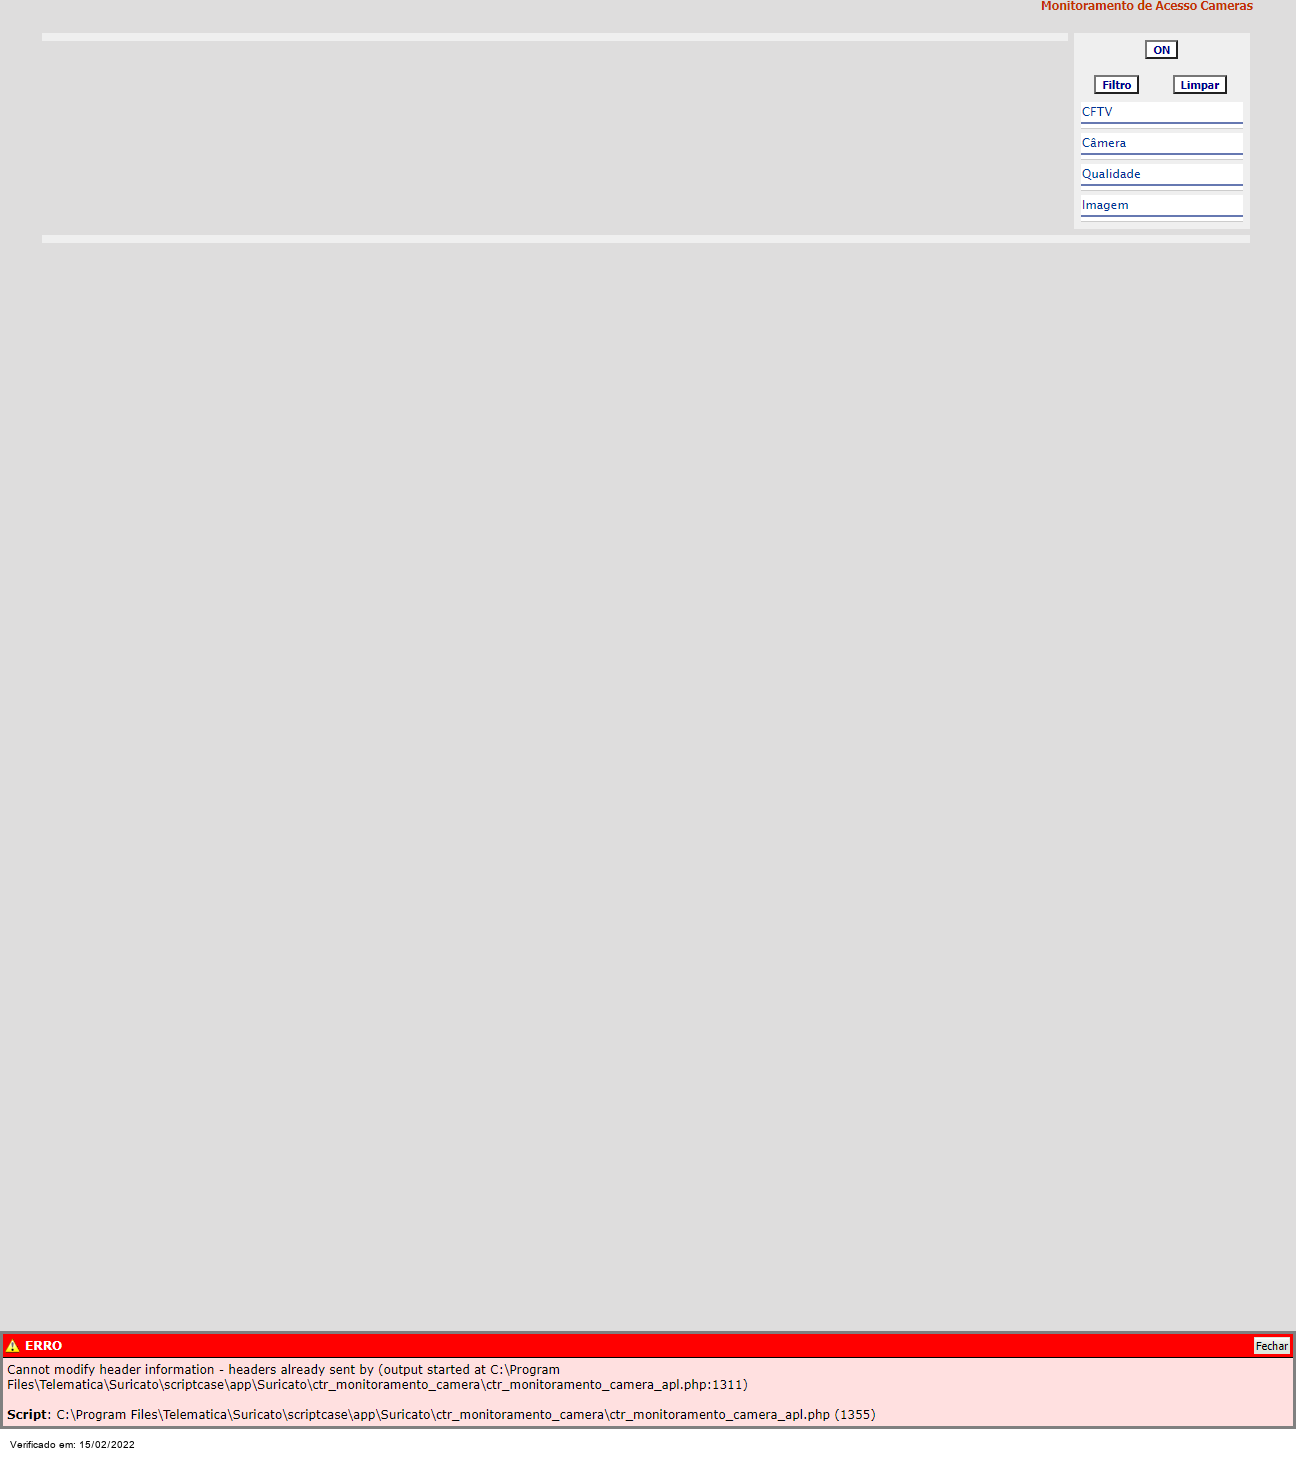 Monitoramento de Acesso Cameras
ON
Filtro Limpar
CFTV
Câmera
Qualidade
Imagem
ERRO Fechar
Cannot modify header information - headers already sent by (output started at C:\Program
Files\Telematica\Suricato\scriptcase\app\Suricato\ctr_monitoramento_camera\ctr_monitoramento_camera_apl.php:1311)
Script: C:\Program Files\Telematica\Suricato\scriptcase\app\Suricato\ctr_monitoramento_camera\ctr_monitoramento_camera_apl.php (1355)
Verificado em: 15/02/2022